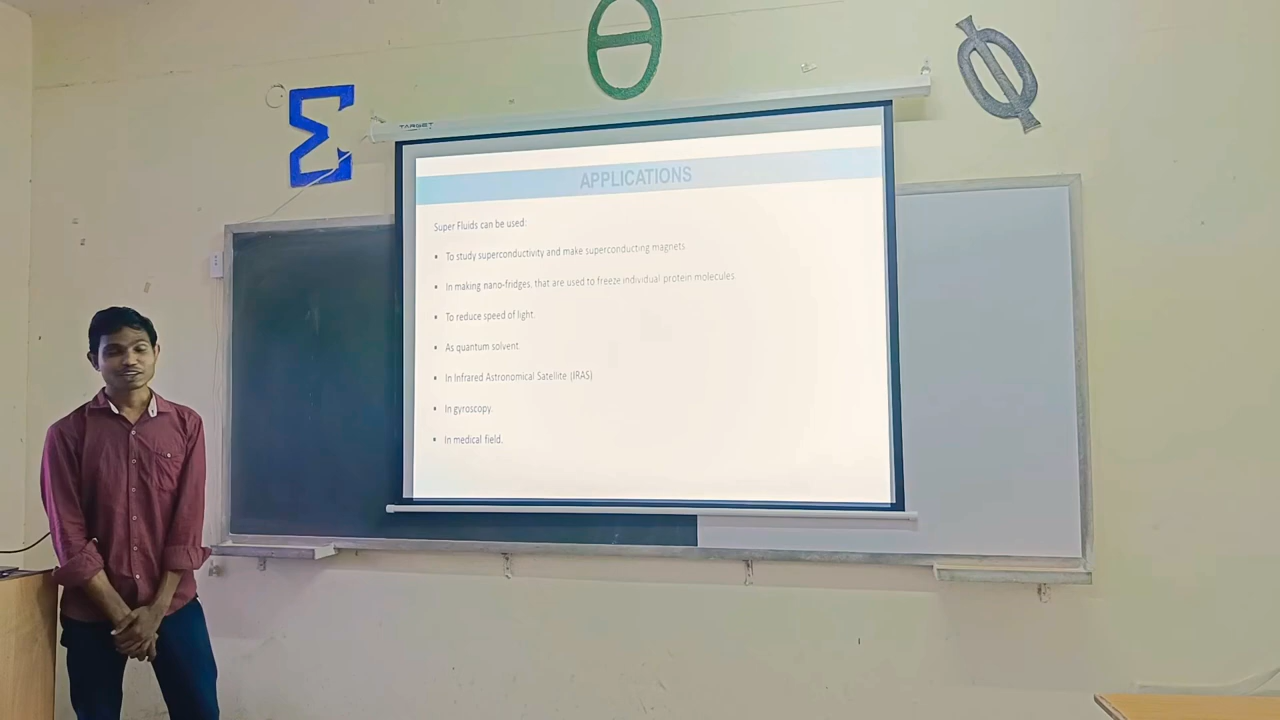 Σ
Θ
Φ
TARGET
APPLICATIONS
Super Fluids can be used:
▪ To study superconductivity and make superconducting magnets
▪ In making nano-fridges, that are used to freeze individual protein molecules.
▪ To reduce speed of light.
▪ As quantum solvent
▪ In Infrared Astronomical Satellite (IRAS)
▪ In gyroscopy.
▪ In medical field.